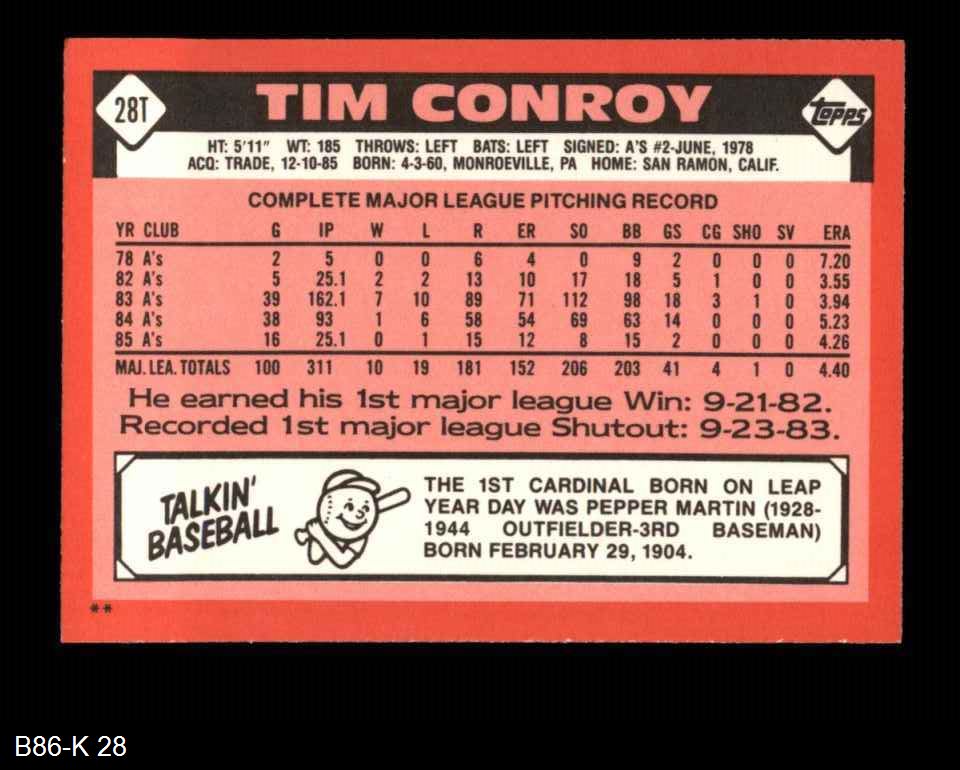 28T
TIM CONROY
Topps
HT: 5'11" WT: 185 THROWS: LEFT BATS: LEFT SIGNED: A'S #2-JUNE, 1978
ACQ: TRADE, 12-10-85 BORN: 4-3-60, MONROEVILLE, PA HOME: SAN RAMON, CALIF.
COMPLETE MAJOR LEAGUE PITCHING RECORD
YR CLUB G IP W L R ER SO BB GS CG SHO SV ERA
78 A's 2 5 0 0 6 4 0 9 2 0 0 0 7.20
82 A's 5 25.1 2 2 13 10 17 18 5 1 0 0 3.55
83 A's 39 162.1 7 10 89 71 112 98 18 3 1 0 3.94
84 A's 38 93 1 6 58 54 69 63 14 0 0 0 5.23
85 A's 16 25.1 0 1 15 12 8 15 2 0 0 0 4.26
MAJ. LEA. TOTALS 100 311 10 19 181 152 206 203 41 4 1 0 4.40
He earned his 1st major league Win: 9-21-82.
Recorded 1st major league Shutout: 9-23-83.
TALKIN'
BASEBALL
THE 1ST CARDINAL BORN ON LEAP
YEAR DAY WAS PEPPER MARTIN (1928-
1944 OUTFIELDER-3RD BASEMAN)
BORN FEBRUARY 29, 1904.
**
B86-K 28